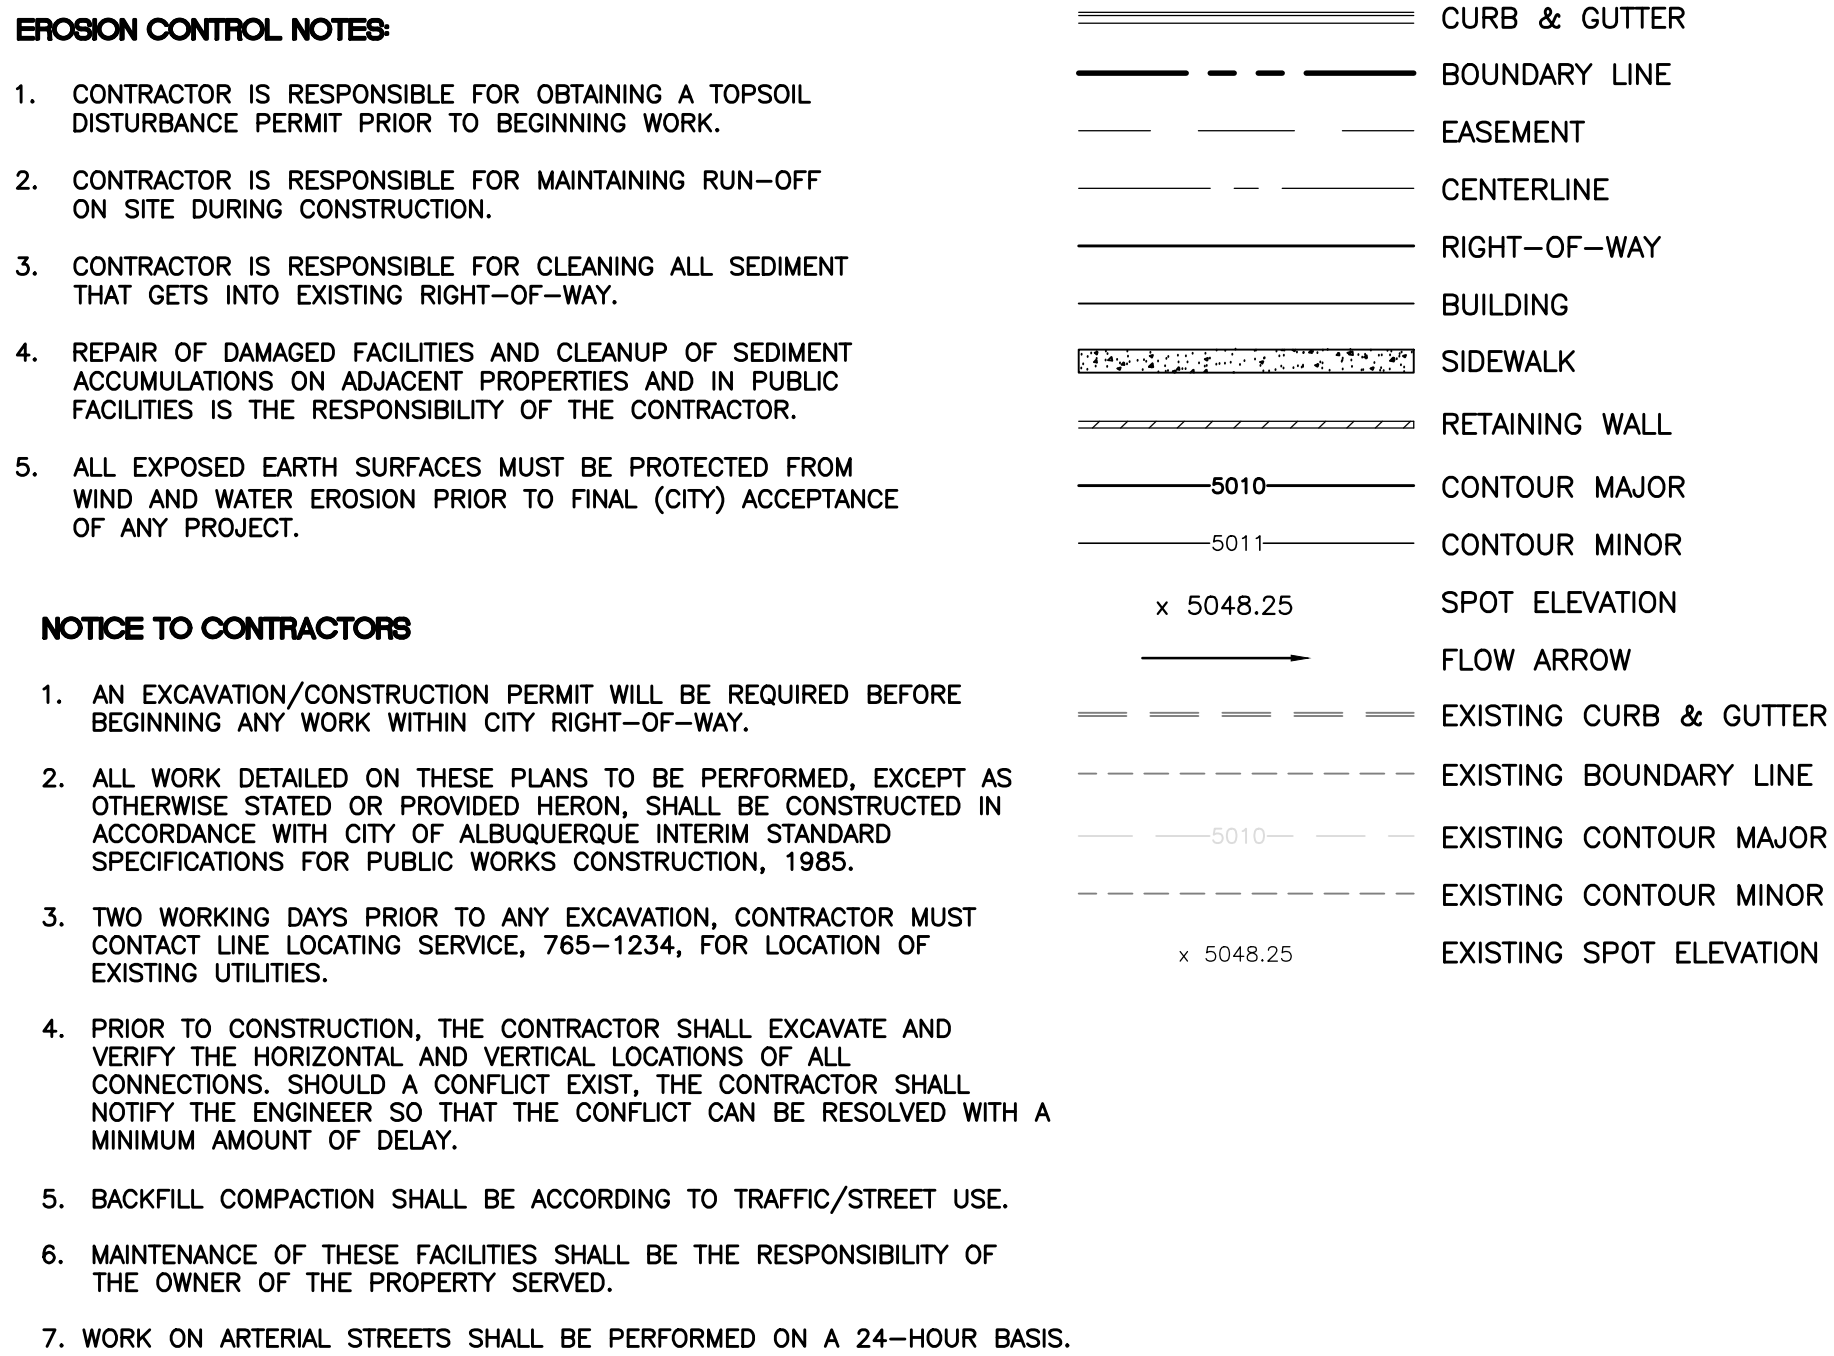 EROSION CONTROL NOTES:
1. CONTRACTOR IS RESPONSIBLE FOR OBTAINING A TOPSOIL
DISTURBANCE PERMIT PRIOR TO BEGINNING WORK.
2. CONTRACTOR IS RESPONSIBLE FOR MAINTAINING RUN-OFF
ON SITE DURING CONSTRUCTION.
3. CONTRACTOR IS RESPONSIBLE FOR CLEANING ALL SEDIMENT
THAT GETS INTO EXISTING RIGHT-OF-WAY.
4. REPAIR OF DAMAGED FACILITIES AND CLEANUP OF SEDIMENT
ACCUMULATIONS ON ADJACENT PROPERTIES AND IN PUBLIC
FACILITIES IS THE RESPONSIBILITY OF THE CONTRACTOR.
5. ALL EXPOSED EARTH SURFACES MUST BE PROTECTED FROM
WIND AND WATER EROSION PRIOR TO FINAL (CITY) ACCEPTANCE
OF ANY PROJECT.
NOTICE TO CONTRACTORS
1. AN EXCAVATION/CONSTRUCTION PERMIT WILL BE REQUIRED BEFORE
BEGINNING ANY WORK WITHIN CITY RIGHT-OF-WAY.
2. ALL WORK DETAILED ON THESE PLANS TO BE PERFORMED, EXCEPT AS
OTHERWISE STATED OR PROVIDED HERON, SHALL BE CONSTRUCTED IN
ACCORDANCE WITH CITY OF ALBUQUERQUE INTERIM STANDARD
SPECIFICATIONS FOR PUBLIC WORKS CONSTRUCTION, 1985.
3. TWO WORKING DAYS PRIOR TO ANY EXCAVATION, CONTRACTOR MUST
CONTACT LINE LOCATING SERVICE, 765-1234, FOR LOCATION OF
EXISTING UTILITIES.
4. PRIOR TO CONSTRUCTION, THE CONTRACTOR SHALL EXCAVATE AND
VERIFY THE HORIZONTAL AND VERTICAL LOCATIONS OF ALL
CONNECTIONS. SHOULD A CONFLICT EXIST, THE CONTRACTOR SHALL
NOTIFY THE ENGINEER SO THAT THE CONFLICT CAN BE RESOLVED WITH A
MINIMUM AMOUNT OF DELAY.
5. BACKFILL COMPACTION SHALL BE ACCORDING TO TRAFFIC/STREET USE.
6. MAINTENANCE OF THESE FACILITIES SHALL BE THE RESPONSIBILITY OF
THE OWNER OF THE PROPERTY SERVED.
7. WORK ON ARTERIAL STREETS SHALL BE PERFORMED ON A 24-HOUR BASIS.
CURB & GUTTER
BOUNDARY LINE
EASEMENT
CENTERLINE
RIGHT-OF-WAY
BUILDING
SIDEWALK
RETAINING WALL
5010 CONTOUR MAJOR
5011 CONTOUR MINOR
x 5048.25 SPOT ELEVATION
FLOW ARROW
EXISTING CURB & GUTTER
EXISTING BOUNDARY LINE
5010 EXISTING CONTOUR MAJOR
EXISTING CONTOUR MINOR
x 5048.25 EXISTING SPOT ELEVATION